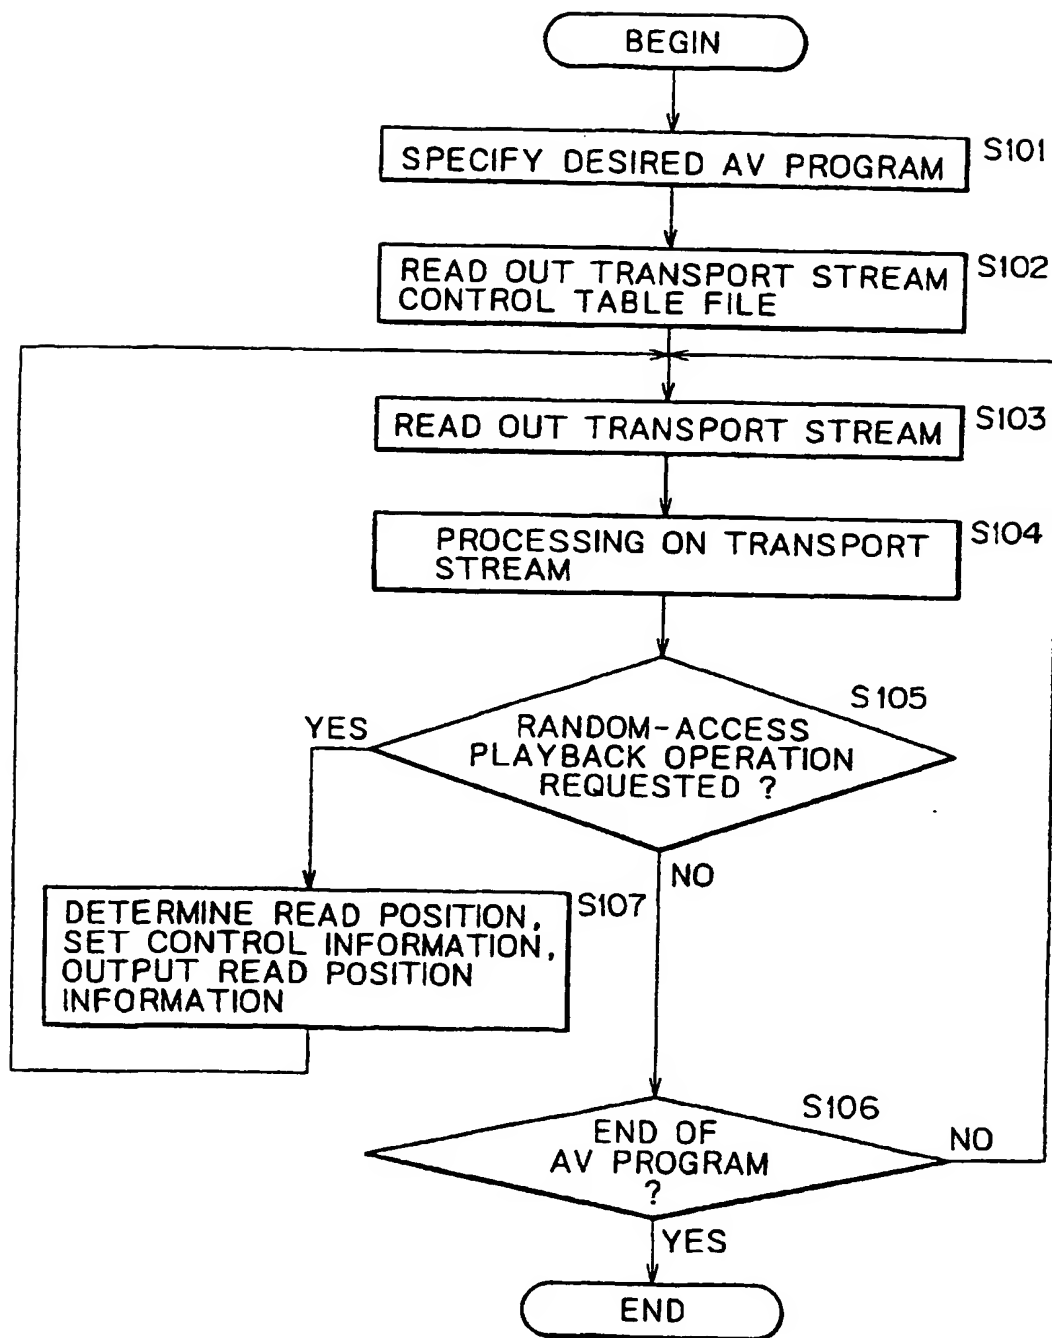 BEGIN
SPECIFY DESIRED AV PROGRAM
S101
READ OUT TRANSPORT STREAM
CONTROL TABLE FILE
S102
READ OUT TRANSPORT STREAM
S103
PROCESSING ON TRANSPORT
STREAM
S104
S105
YES
RANDOM-ACCESS
PLAYBACK OPERATION
REQUESTED ?
NO
DETERMINE READ POSITION,
SET CONTROL INFORMATION,
OUTPUT READ POSITION
INFORMATION
S107
S106
END OF
AV PROGRAM
?
NO
YES
END